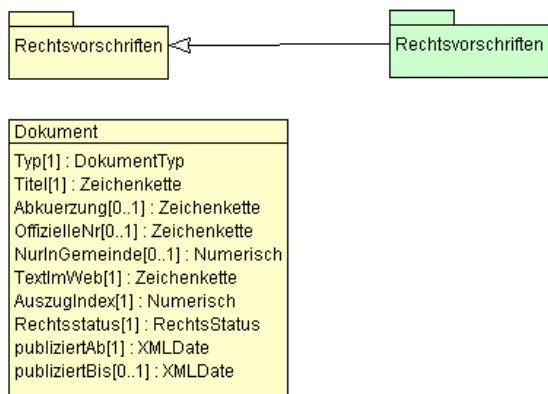 Rechtsvorschriften
Rechtsvorschriften
Dokument
Typ[1] : DokumentTyp
Titel[1] : Zeichenkette
Abkuerzung[0..1] : Zeichenkette
OffizielleNr[0..1] : Zeichenkette
NurInGemeinde[0..1] : Numerisch
TextImWeb[1] : Zeichenkette
AuszugIndex[1] : Numerisch
Rechtsstatus[1] : RechtsStatus
publiziertAb[1] : XMLDate
publiziertBis[0..1] : XMLDate